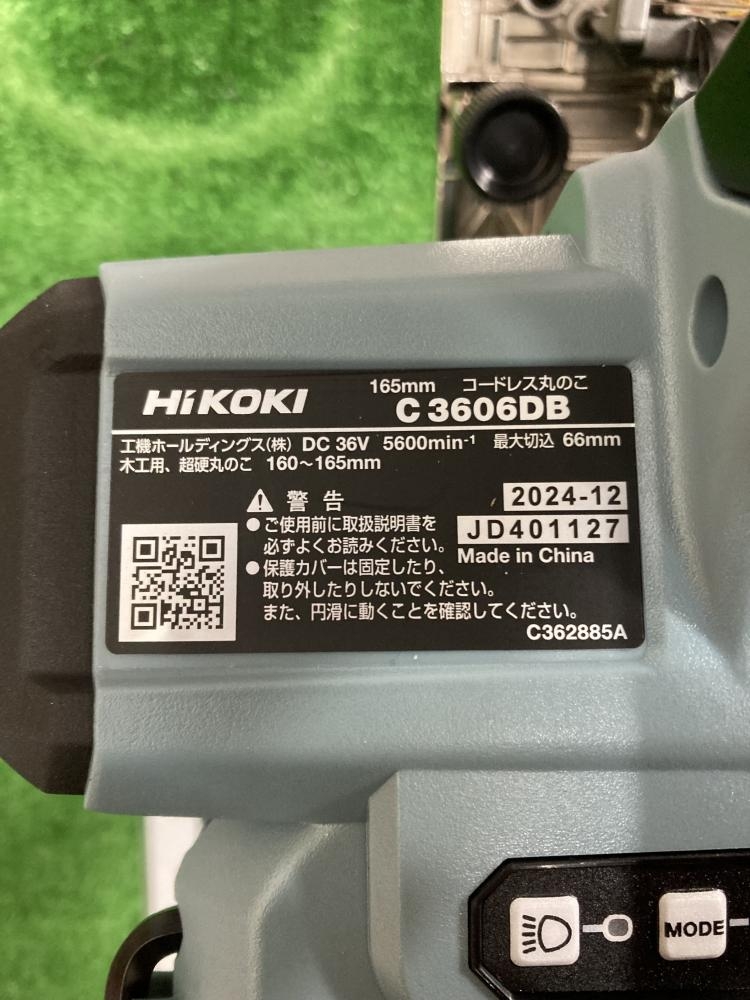 HiKOKI
165mm コードレス丸のこ
C 3606DB
工機ホールディングス(株) DC 36V 5600min⁻¹ 最大切込 66mm
木工用、超硬丸のこ 160〜165mm
警告
2024-12
●ご使用前に取扱説明書を
必ずよくお読みください。
JD401127
Made in China
●保護カバーは固定したり、
取り外したりしないでください。
また、円滑に動くことを確認してください。
C362885A
MODE